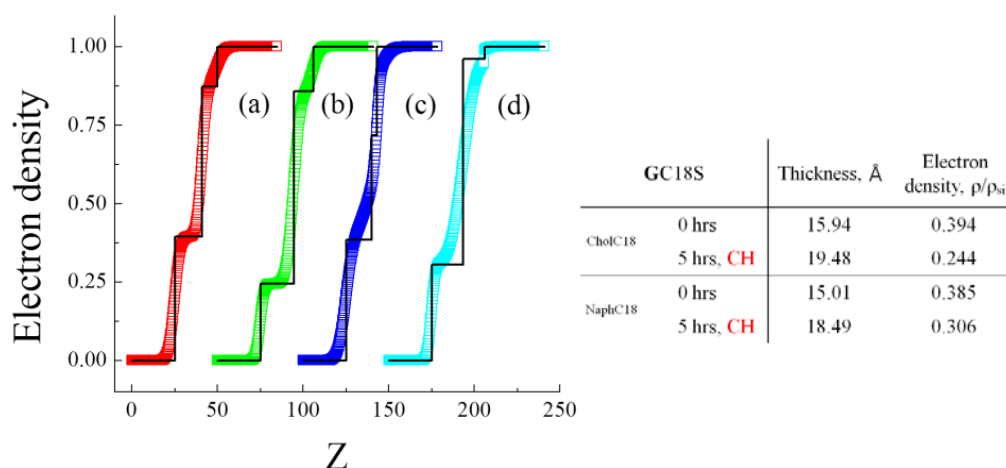 Electron density
1.00
0.75
0.50
0.25
0.00
(a)
(b)
(c)
(d)
0 50 100 150 200 250
Z
GC18S Thickness, Å Electron density, ρ/ρsi
CholC18 0 hrs 15.94 0.394
5 hrs, CH 19.48 0.244
NaphC18 0 hrs 15.01 0.385
5 hrs, CH 18.49 0.306